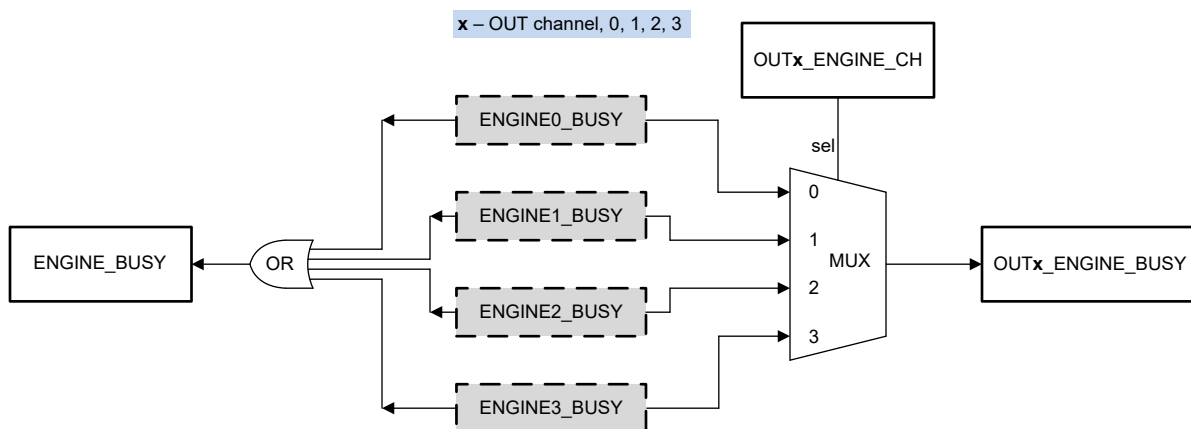 x – OUT channel, 0, 1, 2, 3
OUTx_ENGINE_CH
ENGINE0_BUSY
sel
0
ENGINE1_BUSY
1
ENGINE_BUSY
OR
MUX
OUTx_ENGINE_BUSY
2
ENGINE2_BUSY
3
ENGINE3_BUSY